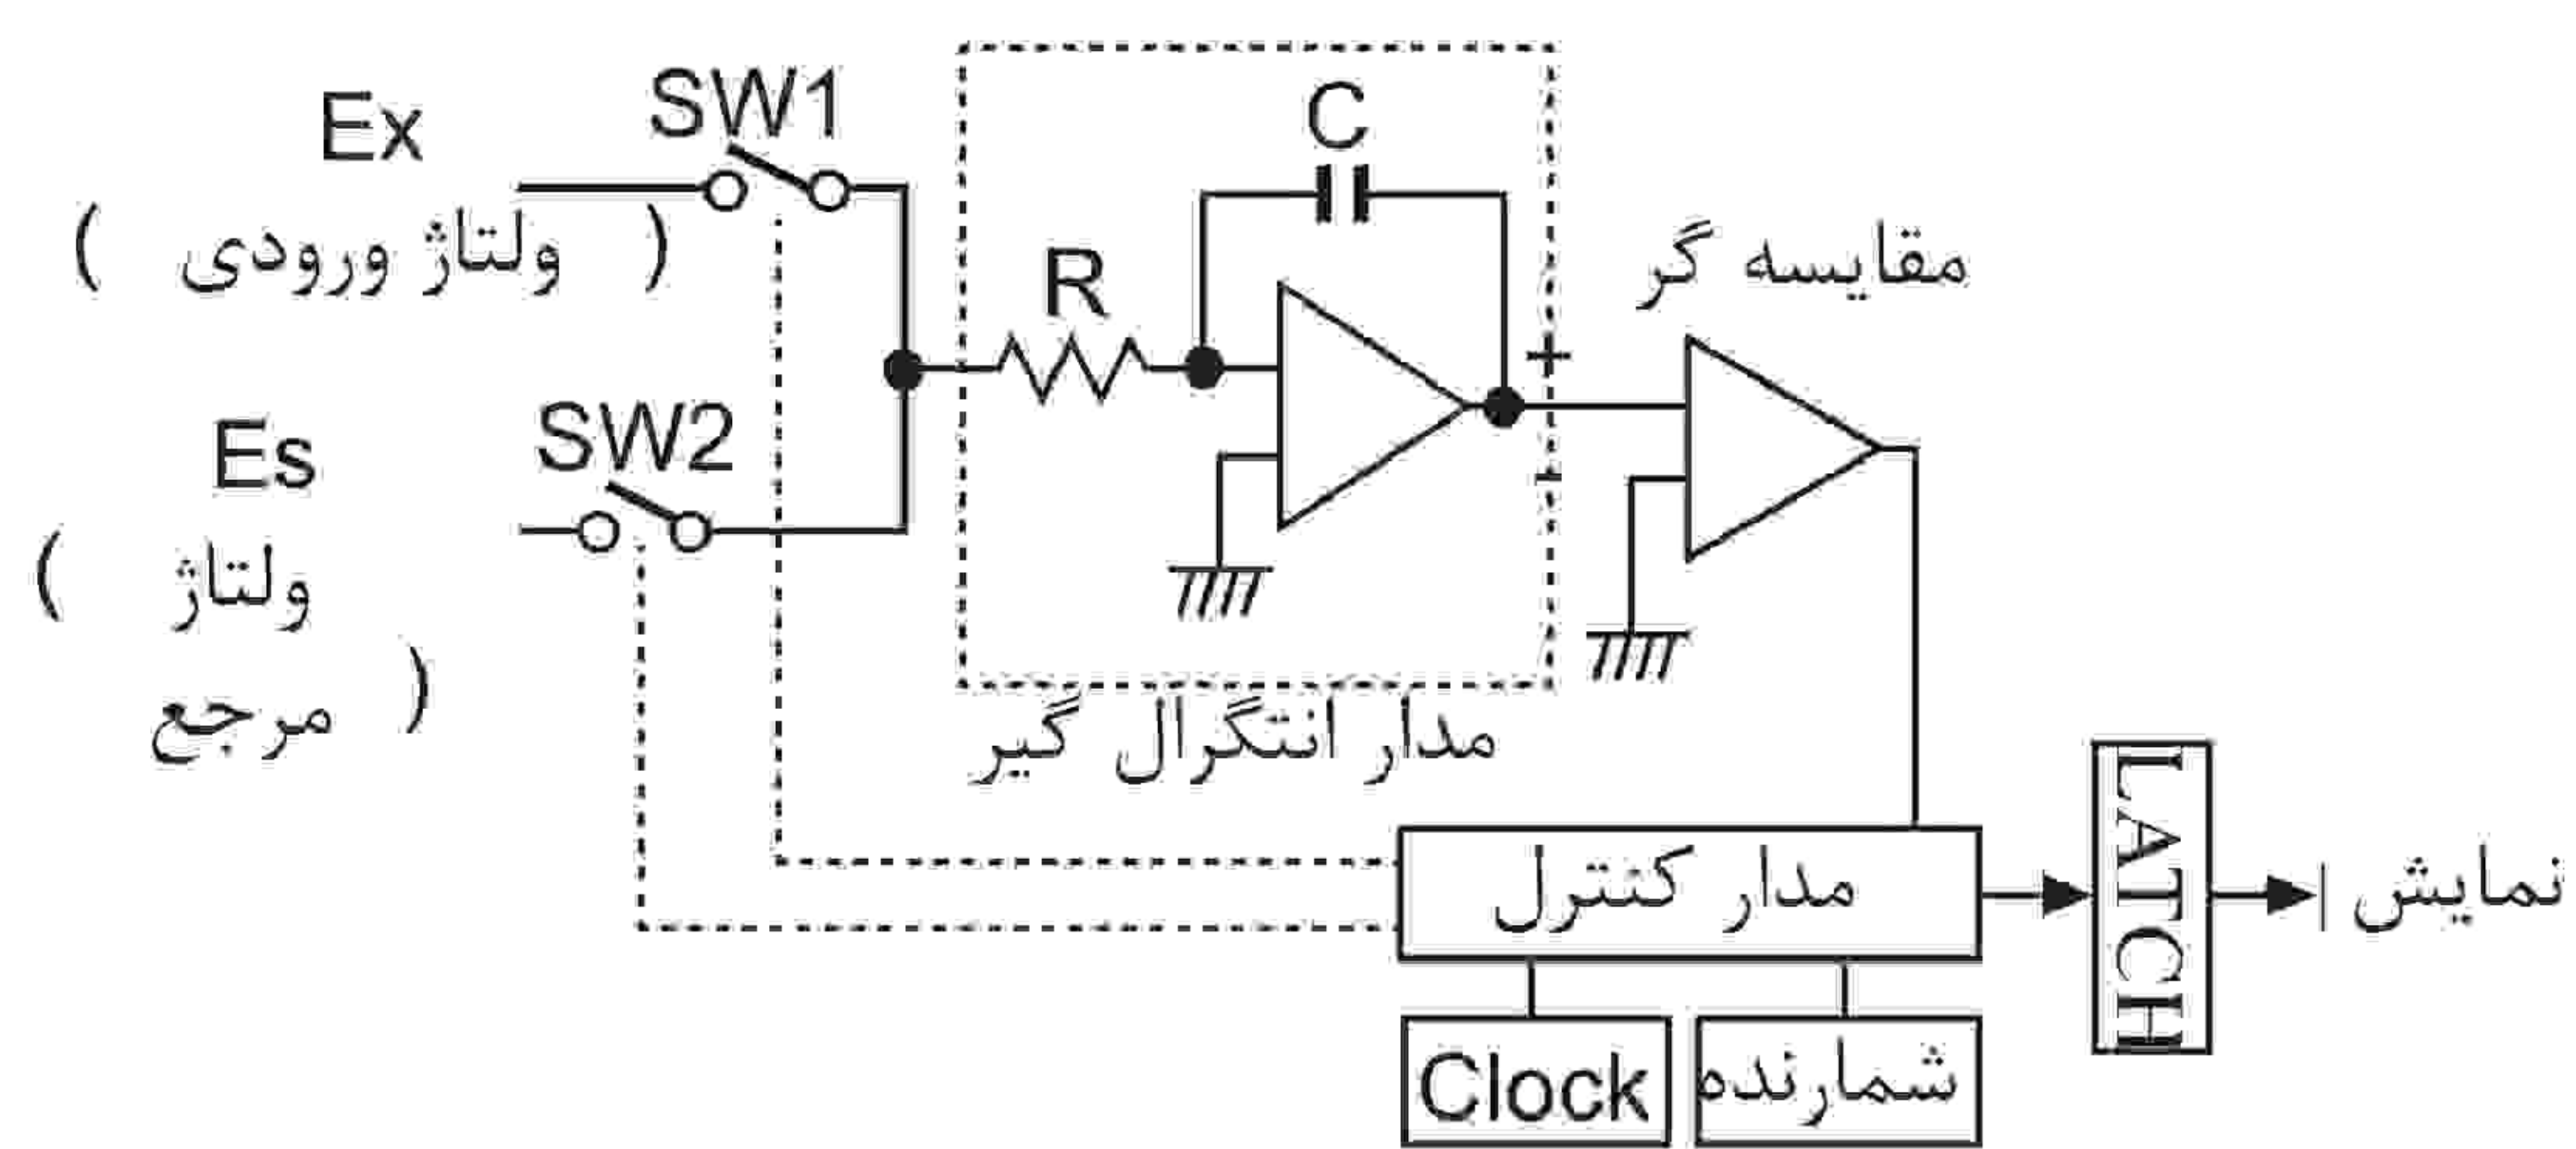 Ex
SW1
( ولتاژ ورودی )
C
R
مقایسه گر
+
-
Es
SW2
( ولتاژ
مرجع )
مدار انتگرال گیر
مدار کنترل
LATCH
نمایش
Clock
شمارنده